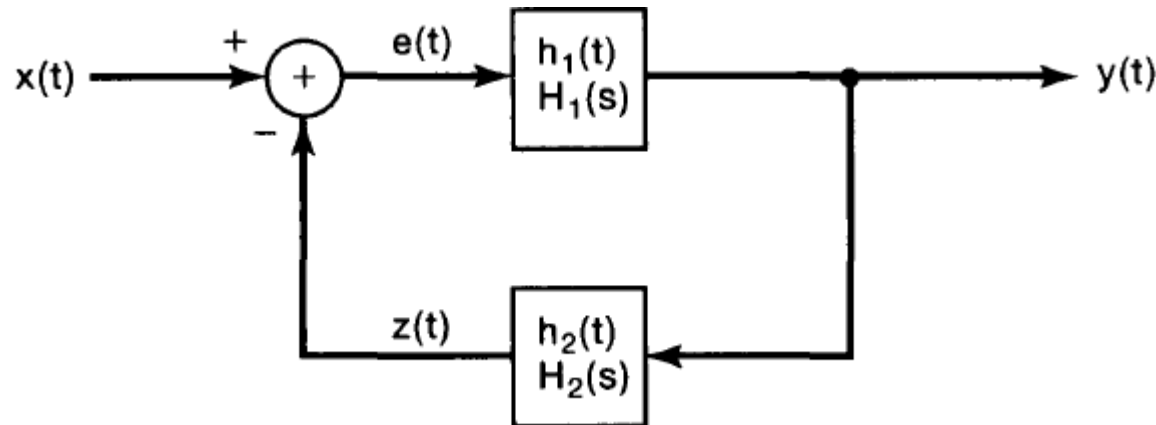 +
e(t)
h₁(t)
H₁(s)
x(t)
+
y(t)
−
z(t)
h₂(t)
H₂(s)